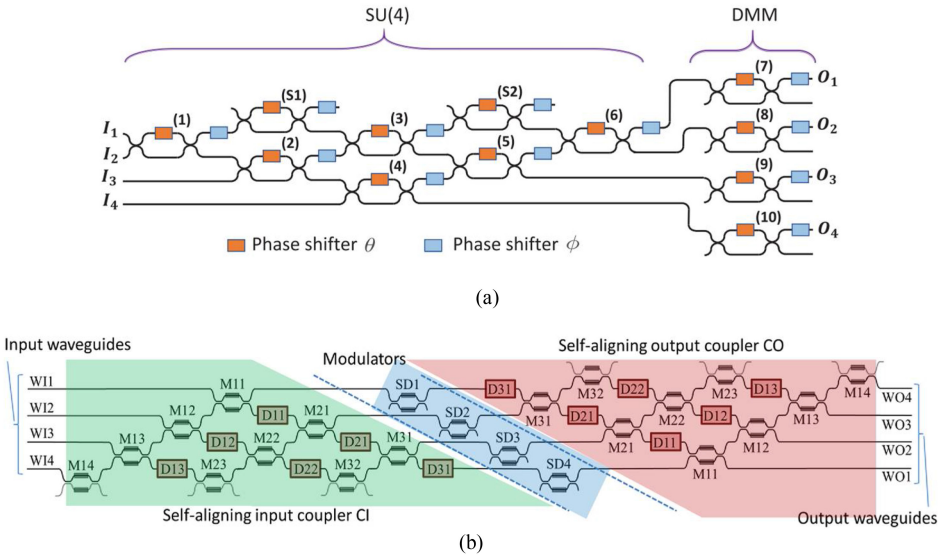 SU(4) DMM
(1) (S1) (3) (S2) (6) (7) O1
I1
I2 (2) (5) (8) O2
I3 (4) (9) O3
I4 (10) O4
Phase shifter θ Phase shifter ϕ
(a)
Input waveguides Modulators Self-aligning output coupler CO
WI1 M11 SD1 D31 M32 D22 M23 D13 M14 WO4
WI2 M12 D11 M21 SD2 M31 D21 M22 D12 M13 WO3
WI3 M13 D12 M22 D21 M31 SD3 M21 D11 M12 WO2
WI4 M14 D13 M23 D22 M32 D31 SD4 M11 WO1
Self-aligning input coupler CI Output waveguides
(b)